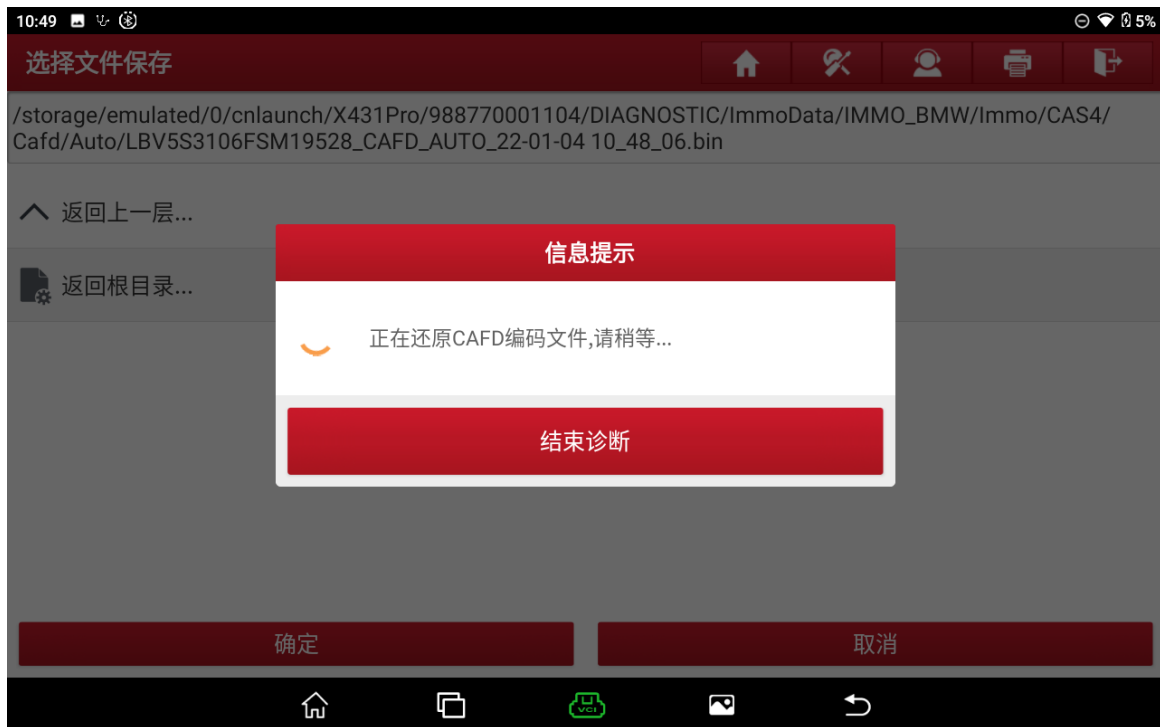 10:49 5%
选择文件保存
/storage/emulated/0/cnlaunch/X431Pro/988770001104/DIAGNOSTIC/ImmoData/IMMO_BMW/Immo/CAS4/
Cafd/Auto/LBV5S3106FSM19528_CAFD_AUTO_22-01-04 10_48_06.bin
返回上一层...
信息提示
返回根目录...
正在还原CAFD编码文件,请稍等...
结束诊断
确定 取消
VCI